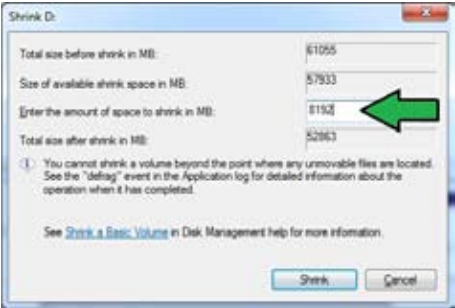 Shrink D:
Total size before shrink in MB: 61055
Size of available shrink space in MB: 57933
Enter the amount of space to shrink in MB: 8192
Total size after shrink in MB: 52863
You cannot shrink a volume beyond the point where any unmovable files are located.
See the "defrag" event in the Application log for detailed information about the
operation when it has completed.
See Shrink a Basic Volume in Disk Management help for more information.
Shrink Cancel